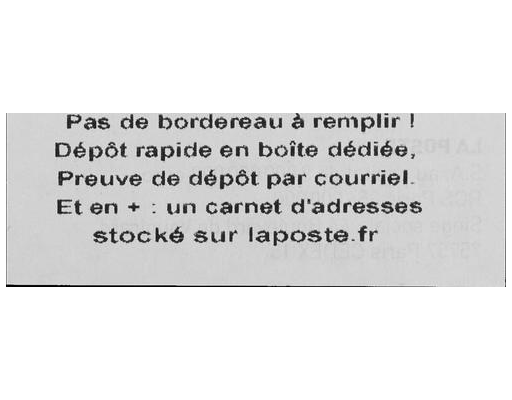 Pas de bordereau à remplir !
Dépôt rapide en boîte dédiée,
Preuve de dépôt par courriel.
Et en + : un carnet d'adresses
stocké sur laposte.fr